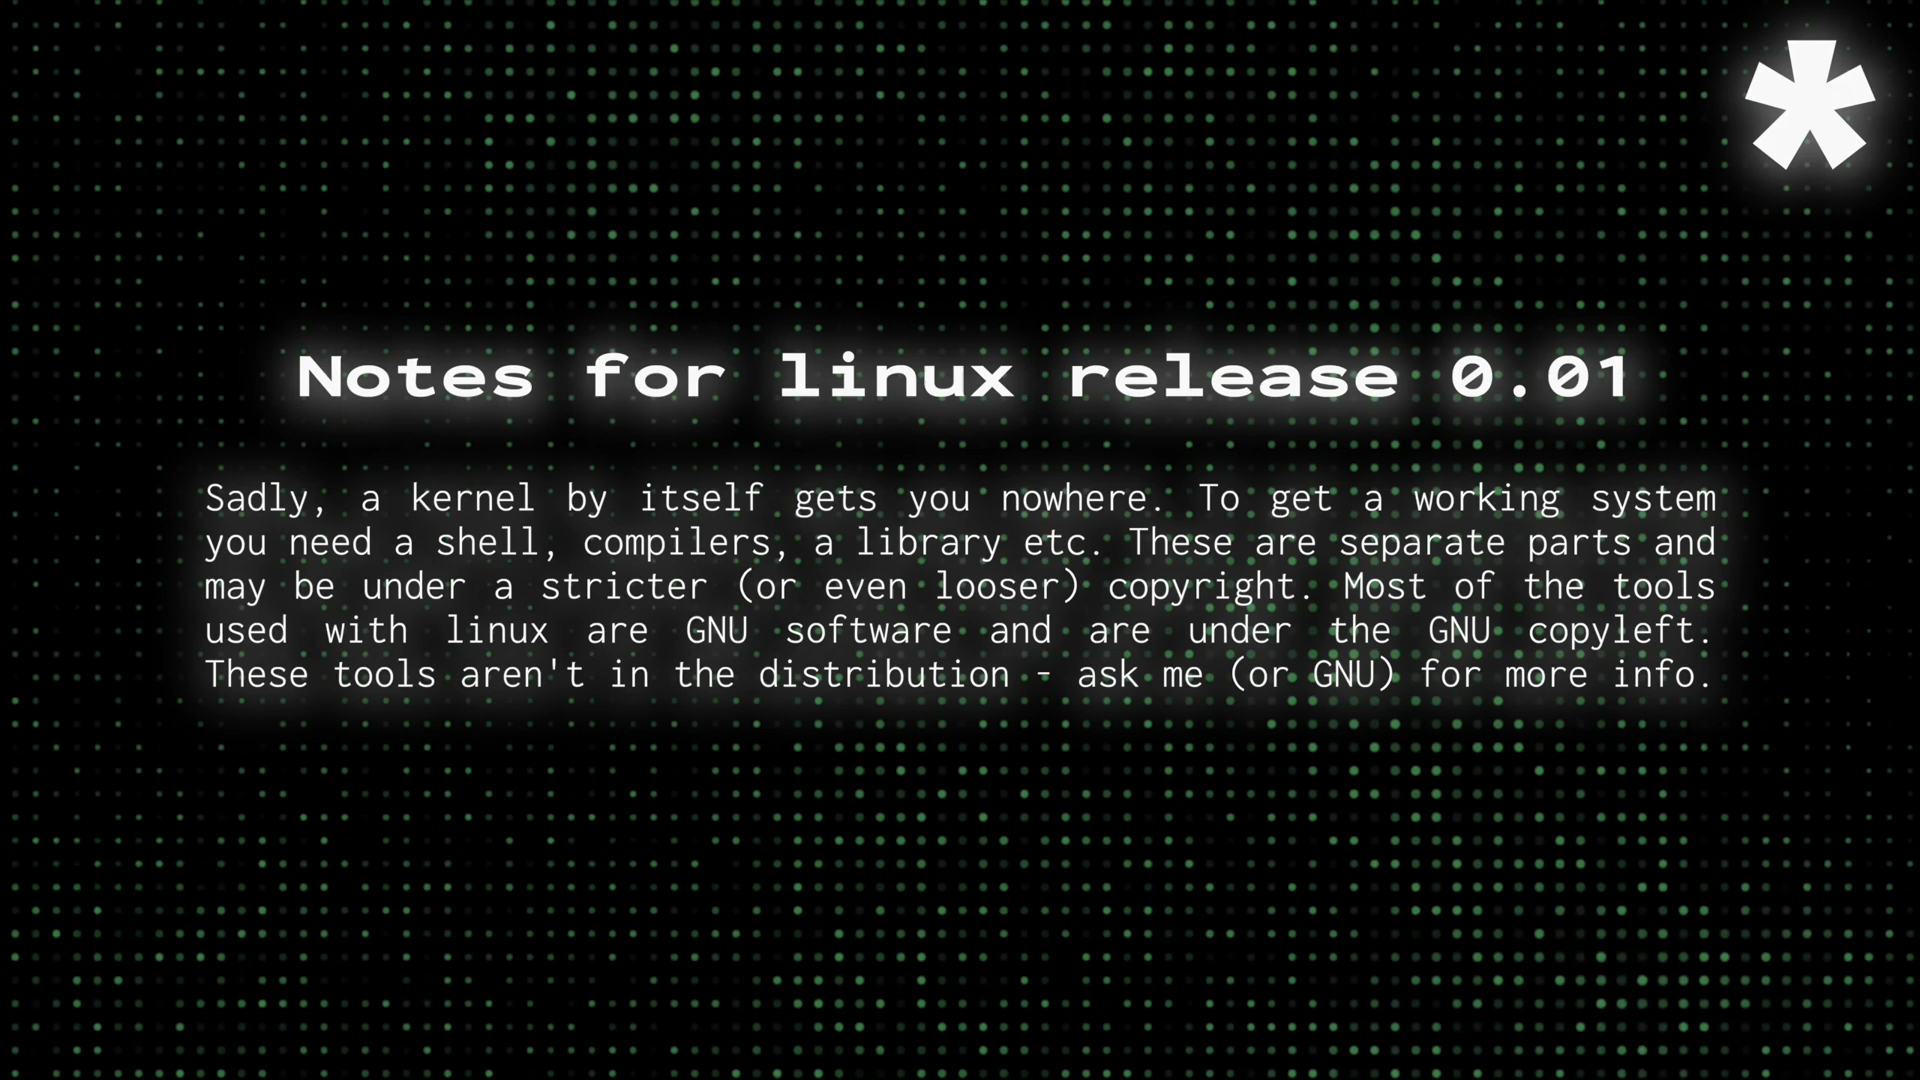 Notes for linux release 0.01
Sadly, a kernel by itself gets you nowhere. To get a working system
you need a shell, compilers, a library etc. These are separate parts and
may be under a stricter (or even looser) copyright. Most of the tools
used with linux are GNU software and are under the GNU copyleft.
These tools aren't in the distribution - ask me (or GNU) for more info.